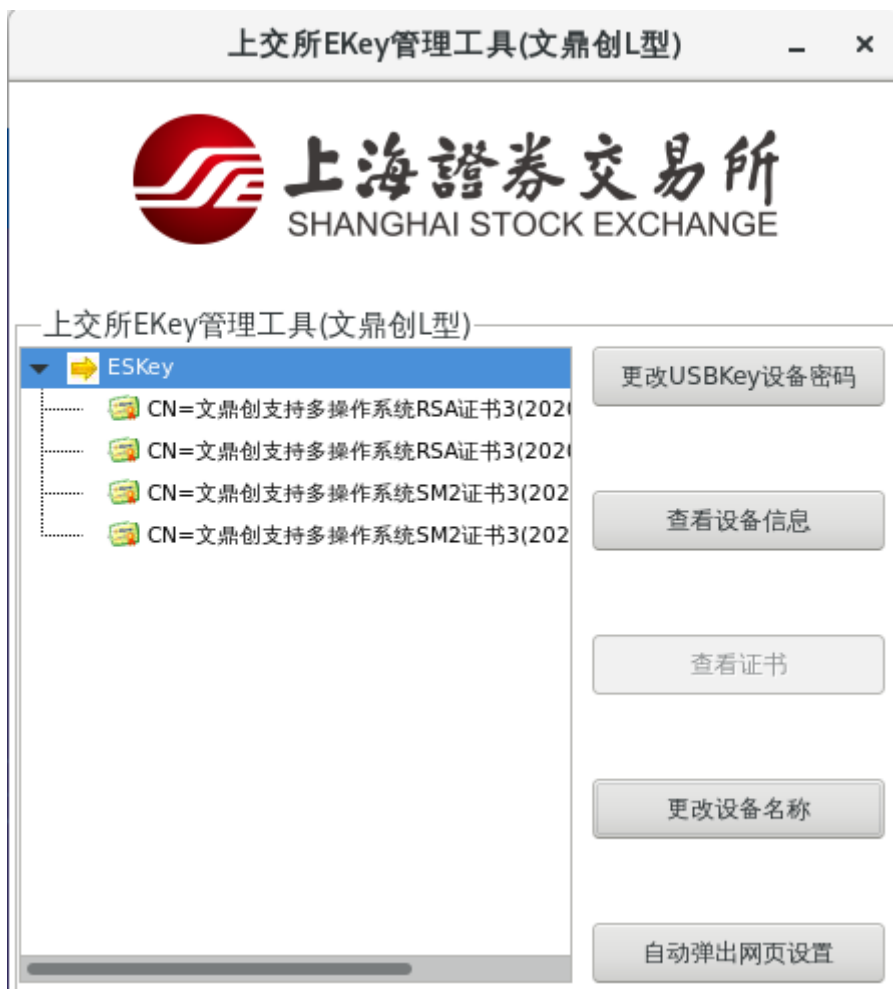 上交所EKey管理工具(文鼎创L型)
上海證券交易所
SHANGHAI STOCK EXCHANGE
上交所EKey管理工具(文鼎创L型)
ESKey
CN=文鼎创支持多操作系统RSA证书3(202
CN=文鼎创支持多操作系统RSA证书3(202
CN=文鼎创支持多操作系统SM2证书3(202
CN=文鼎创支持多操作系统SM2证书3(202
更改USBKey设备密码
查看设备信息
查看证书
更改设备名称
自动弹出网页设置